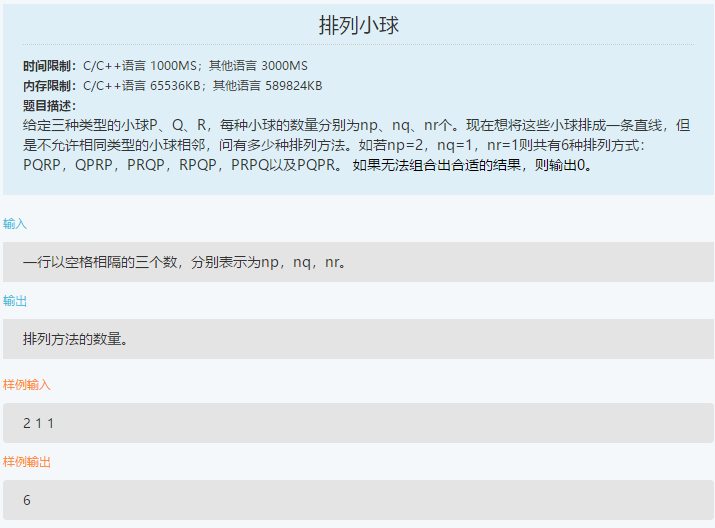 排列小球
时间限制：C/C++语言 1000MS；其他语言 3000MS
内存限制：C/C++语言 65536KB；其他语言 589824KB
题目描述：
给定三种类型的小球P、Q、R，每种小球的数量分别为np、nq、nr个。现在想将这些小球排成一条直线，但
是不允许相同类型的小球相邻，问有多少种排列方法。如若np=2，nq=1，nr=1则共有6种排列方式：
PQRP，QPRP，PRQP，RPQP，PRPQ以及PQPR。 如果无法组合出合适的结果，则输出0。
输入
一行以空格相隔的三个数，分别表示为np，nq，nr。
输出
排列方法的数量。
样例输入
2 1 1
样例输出
6